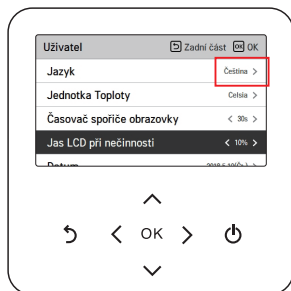 Uživatel Zadní část OK OK
Jazyk Čeština >
Jednotka Toploty Celsia >
Časovač spořiče obrazovky < 30s >
Jas LCD při nečinnosti < 10% >
Datum
< OK >